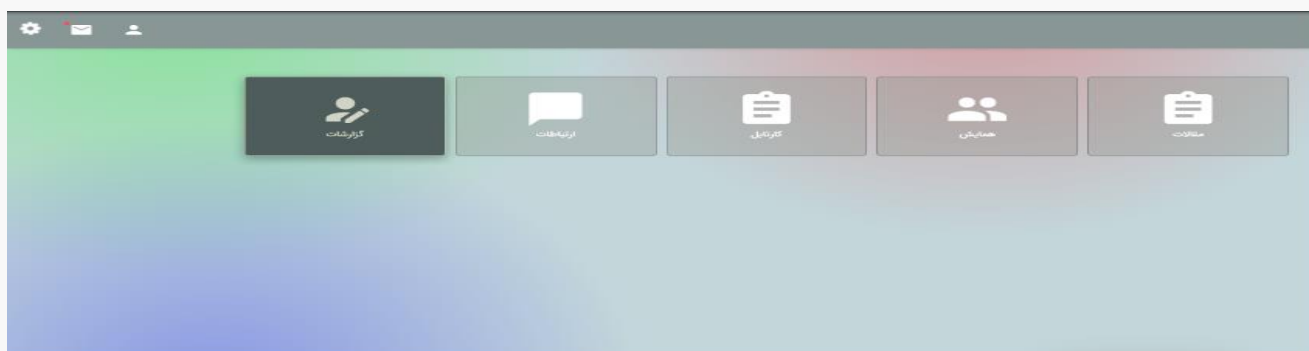 مقالات
همایش
کارتابل
ارتباطات
گزارشات